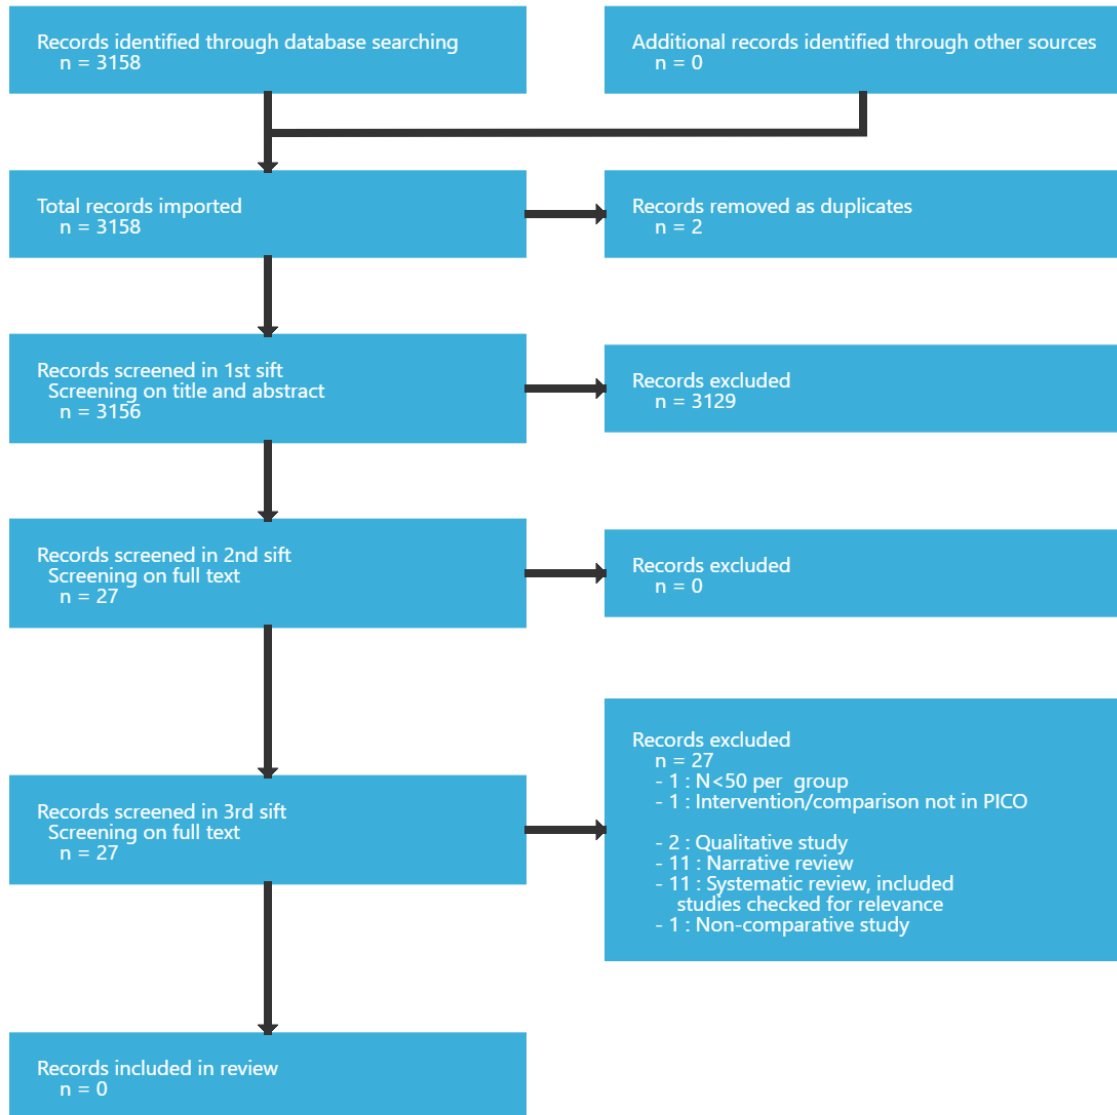 Records identified through database searching
n = 3158
Additional records identified through other sources
n = 0
Total records imported
n = 3158
Records removed as duplicates
n = 2
Records screened in 1st sift
Screening on title and abstract
n = 3156
Records excluded
n = 3129
Records screened in 2nd sift
Screening on full text
n = 27
Records excluded
n = 0
Records screened in 3rd sift
Screening on full text
n = 27
Records excluded
n = 27
- 1 : N<50 per group
- 1 : Intervention/comparison not in PICO
- 2 : Qualitative study
- 11 : Narrative review
- 11 : Systematic review, included
studies checked for relevance
- 1 : Non-comparative study
Records included in review
n = 0